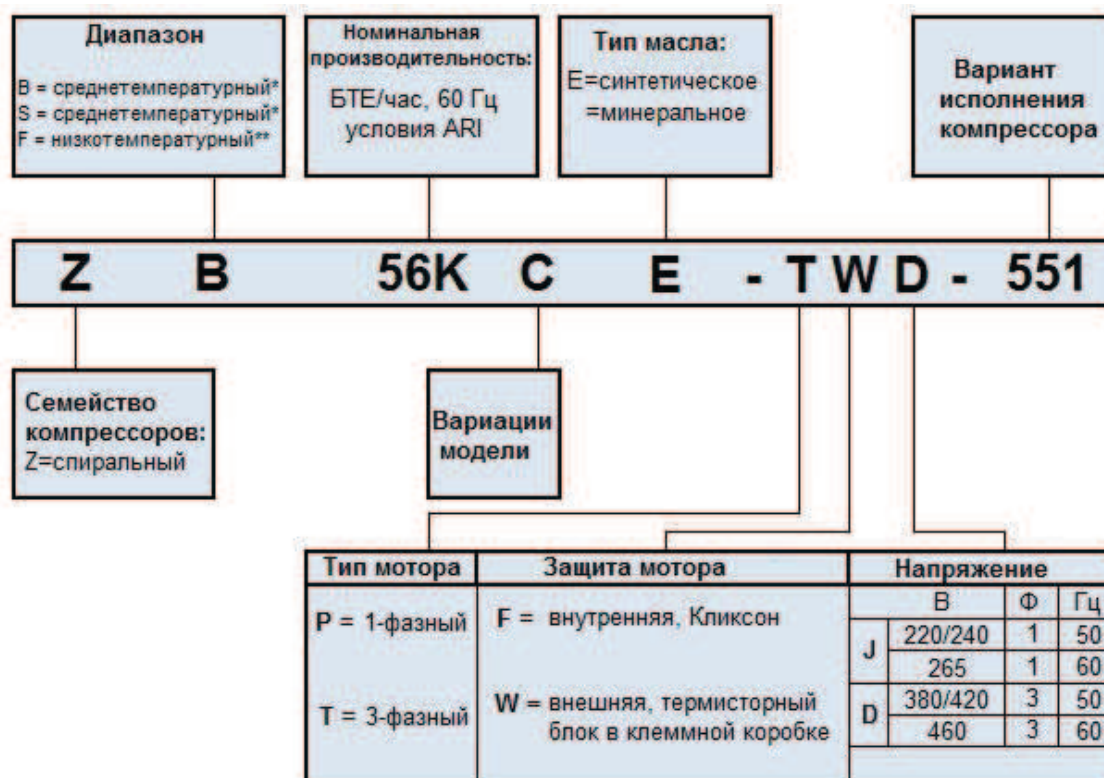 Диапазон
B = среднетемпературный*
S = среднетемпературный*
F = низкотемпературный**
Номинальная
производительность:
БТЕ/час, 60 Гц
условия ARI
Тип масла:
E=синтетическое
=минеральное
Вариант
исполнения
компрессора
Z B 56K C E - T W D - 551
Семейство
компрессоров:
Z=спиральный
Вариации
модели
Тип мотора Защита мотора Напряжение
P = 1-фазный
T = 3-фазный
F = внутренняя, Кликсон
W = внешняя, термисторный
блок в клеммной коробке
В Ф Гц
J 220/240 1 50
265 1 60
D 380/420 3 50
460 3 60